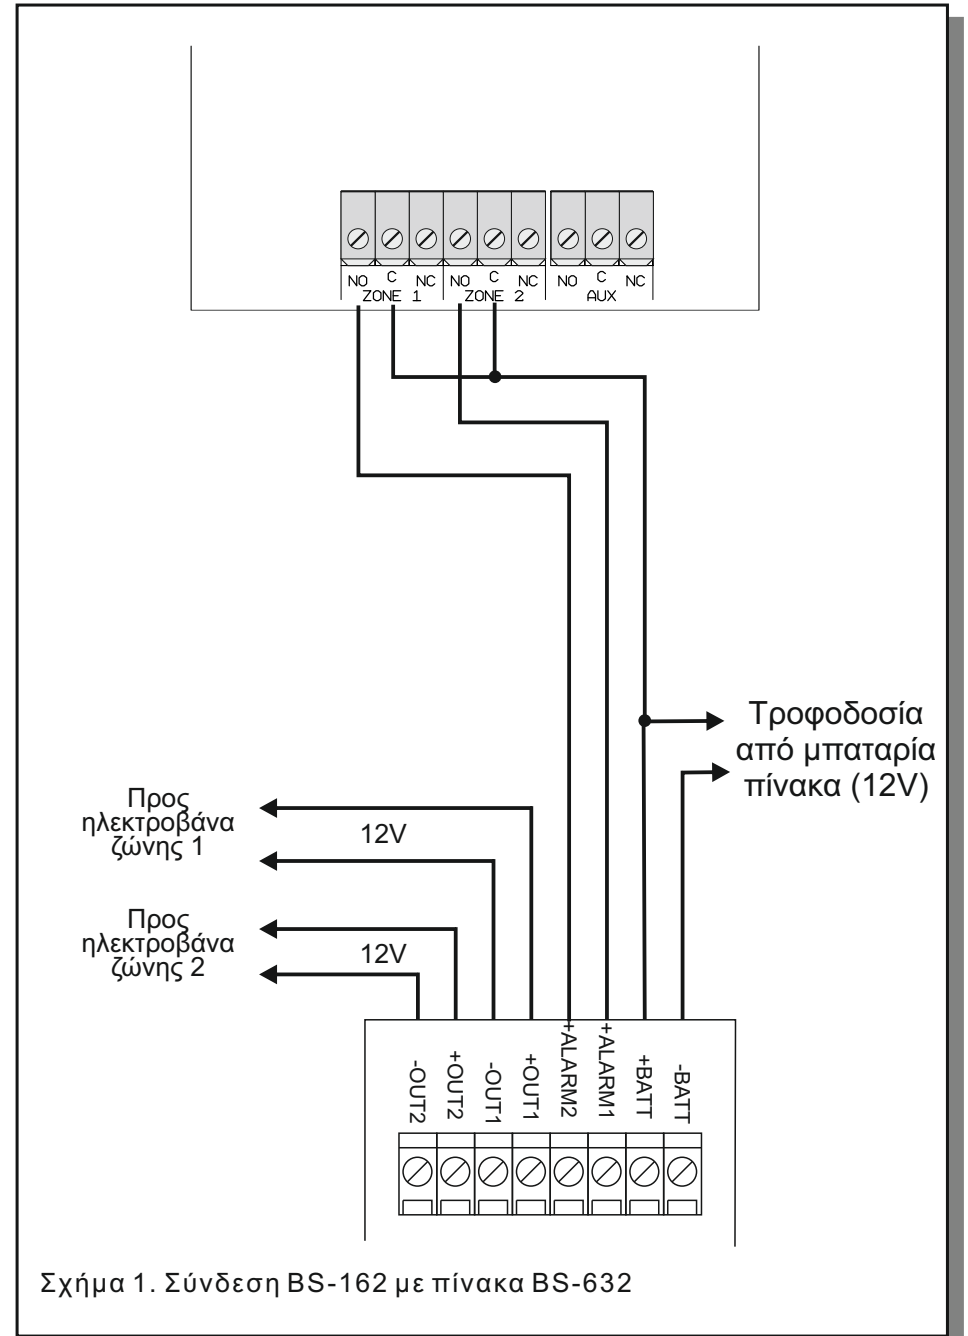 NO C NC NO C NC NO C NC
ZONE 1 ZONE 2 AUX
Τροφοδοσία
από μπαταρία
πίνακα (12V)
Προς
ηλεκτροβάνα
ζώνης 1
12V
Προς
ηλεκτροβάνα
ζώνης 2
12V
-OUT2
+OUT2
-OUT1
+OUT1
+ALARM2
+ALARM1
+BATT
-BATT
Σχήμα 1. Σύνδεση BS-162 με πίνακα BS-632